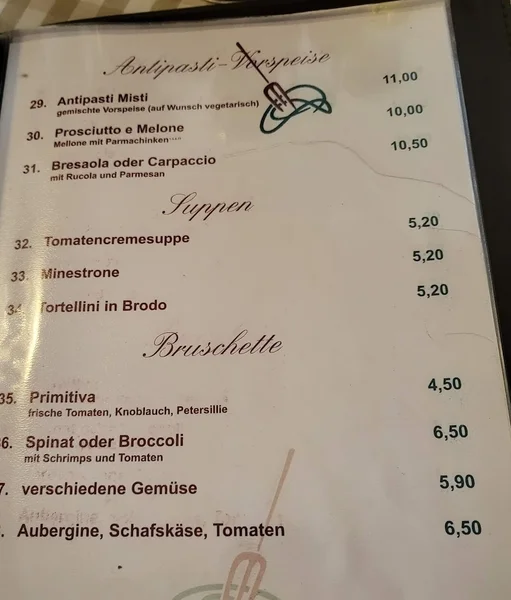 Antipasti-Vorspeise
29. Antipasti Misti 11,00
gemischte Vorspeise (auf Wunsch vegetarisch)
30. Prosciutto e Melone 10,00
Mellone mit Parmachinken
31. Bresaola oder Carpaccio 10,50
mit Rucola und Parmesan
Suppen
32. Tomatencremesuppe 5,20
33. Minestrone 5,20
34. Tortellini in Brodo 5,20
Bruschette
35. Primitiva 4,50
frische Tomaten, Knoblauch, Petersillie
6. Spinat oder Broccoli 6,50
mit Schrimps und Tomaten
7. verschiedene Gemüse 5,90
. Aubergine, Schafskäse, Tomaten 6,50